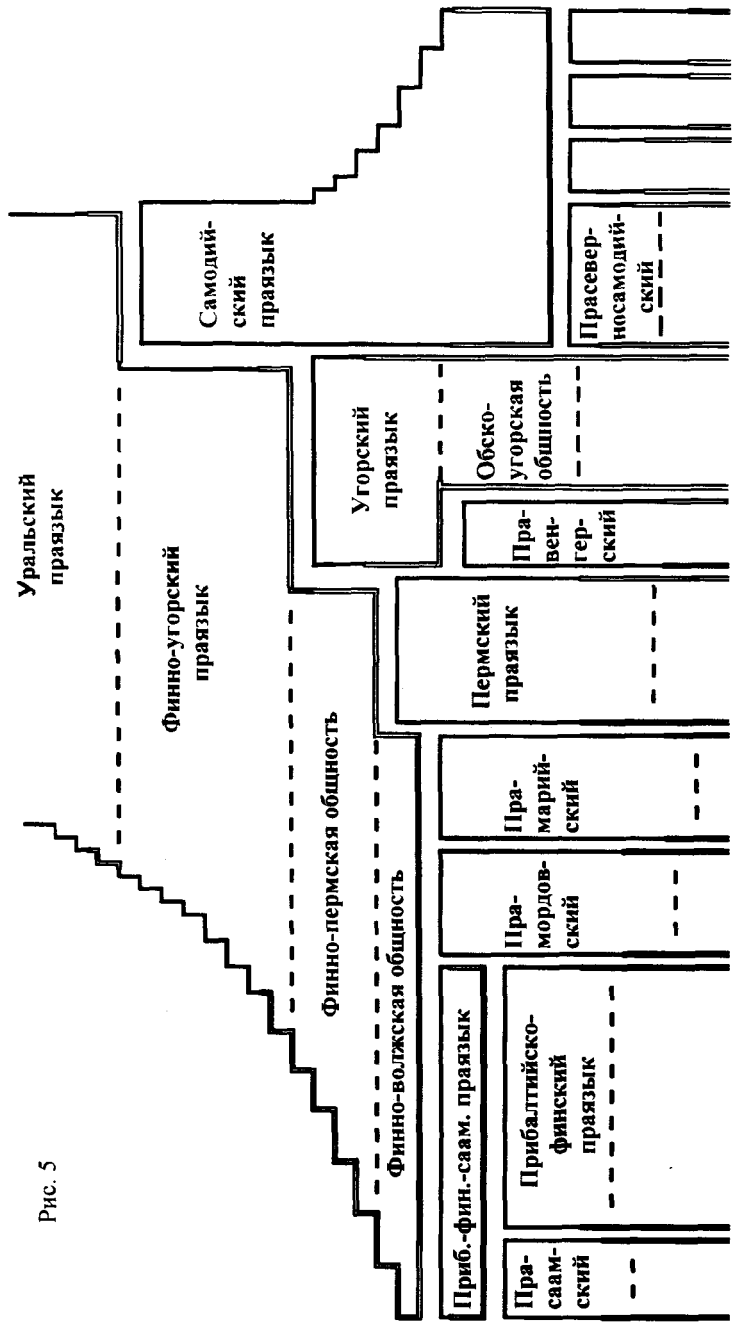 Рис. 5
Уральский
праязык
Финно-угорский
праязык
Финно-пермская общность
Финно-волжская общность
Самодий-
ский
праязык
Угорский
праязык
Обско-
угорская
общность
Пра-
вен-
гер-
ский
Пермский
праязык
Пра-
марий-
ский
Пра-
мордов-
ский
Приб.-фин.-саам. праязык
Прибалтийско-
финский
праязык
Пра-
саам-
ский
Прасевер-
носамодий-
ский